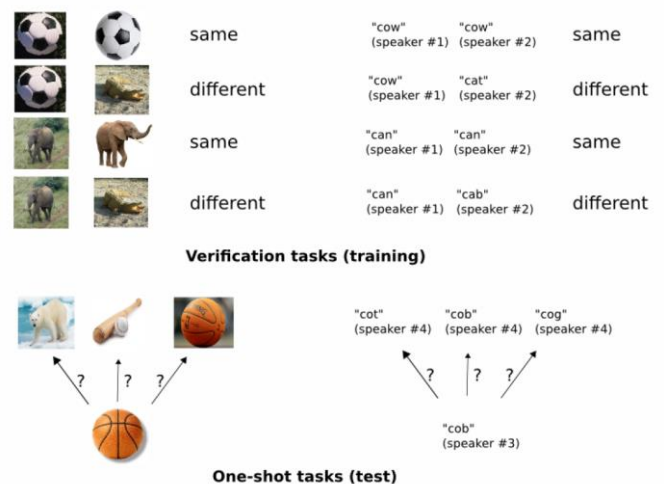 same "cow" "cow" same
(speaker #1) (speaker #2)
different "cow" "cat" different
(speaker #1) (speaker #2)
same "can" "can" same
(speaker #1) (speaker #2)
different "can" "cab" different
(speaker #1) (speaker #2)
Verification tasks (training)
"cot" "cob" "cog"
(speaker #4) (speaker #4) (speaker #4)
? ? ? ? ? ?
"cob"
(speaker #3)
One-shot tasks (test)